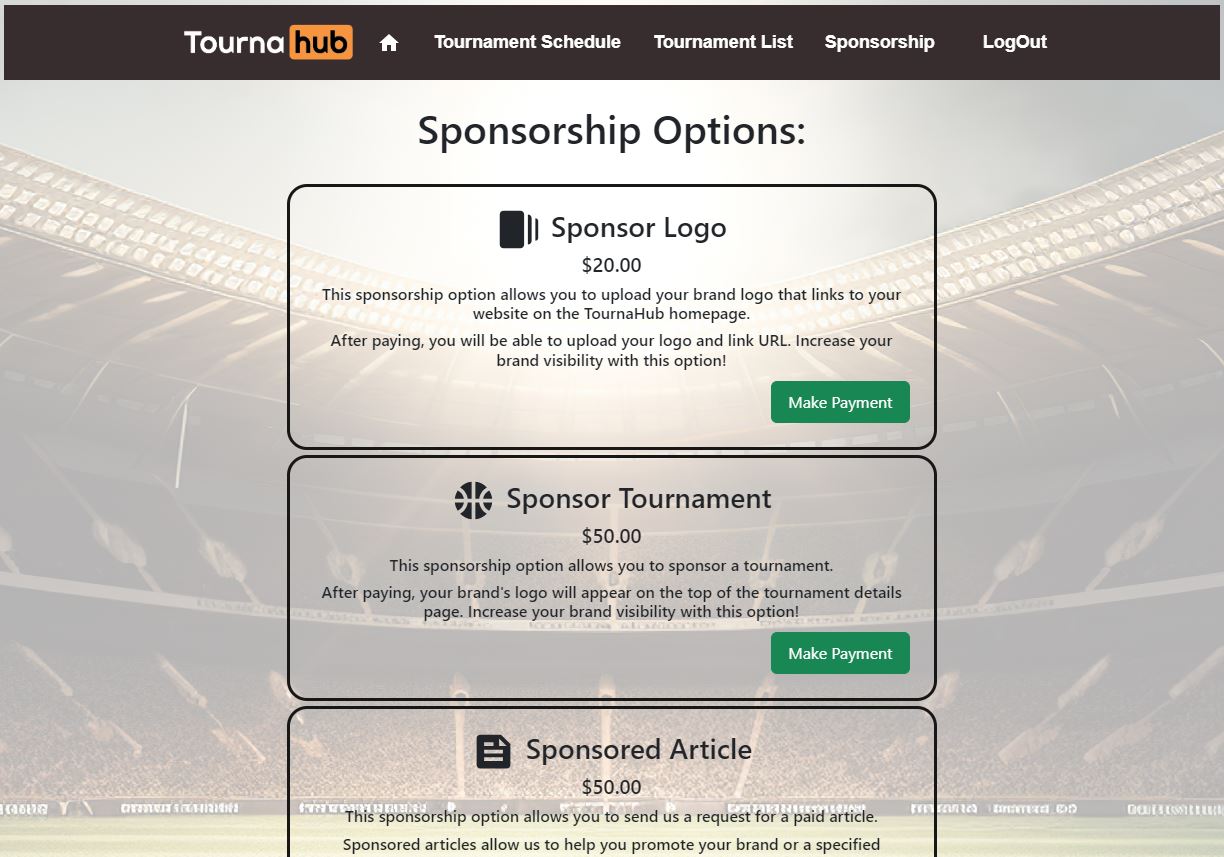 Tourna hub
Tournament Schedule
Tournament List
Sponsorship
LogOut
Sponsorship Options:
Sponsor Logo
$20.00
This sponsorship option allows you to upload your brand logo that links to your
website on the TournaHub homepage.
After paying, you will be able to upload your logo and link URL. Increase your
brand visibility with this option!
Make Payment
Sponsor Tournament
$50.00
This sponsorship option allows you to sponsor a tournament.
After paying, your brand's logo will appear on the top of the tournament details
page. Increase your brand visibility with this option!
Make Payment
Sponsored Article
$50.00
This sponsorship option allows you to send us a request for a paid article.
Sponsored articles allow us to help you promote your brand or a specified